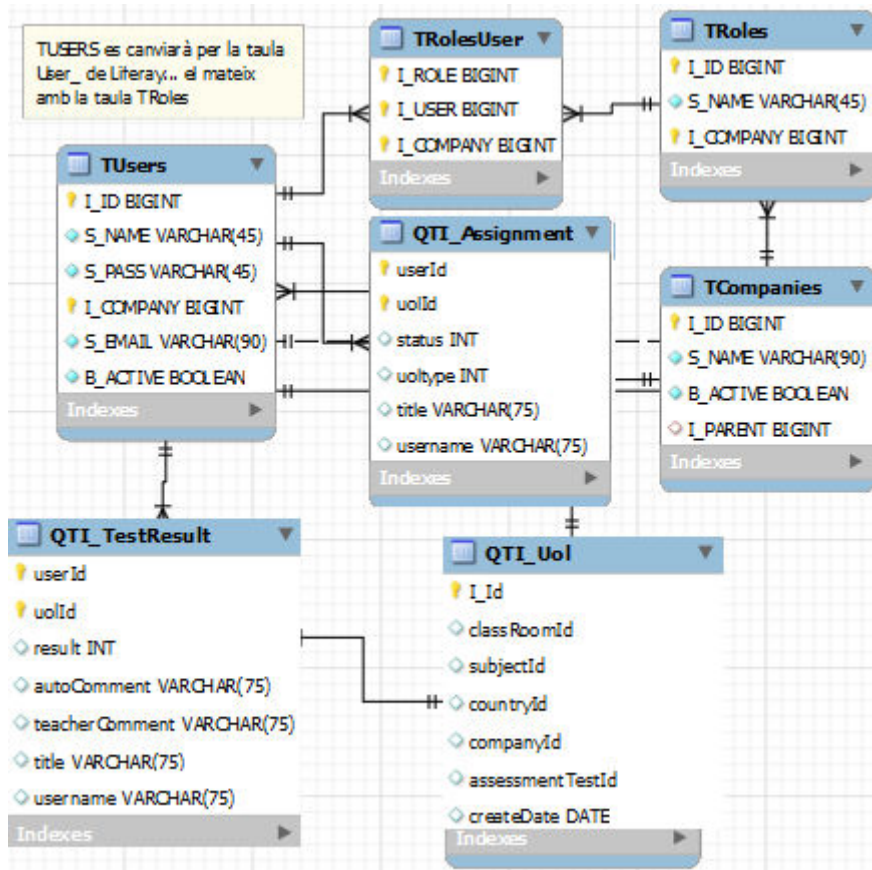 TUSERS es canviarà per la taula
User_ de Liferay... el mateix
amb la taula TRoles
TRolesUser
I_ROLE BIGINT
I_USER BIGINT
I_COMPANY BIGINT
Indexes
TRoles
I_ID BIGINT
S_NAME VARCHAR(45)
I_COMPANY BIGINT
Indexes
TUsers
I_ID BIGINT
S_NAME VARCHAR(45)
S_PASS VARCHAR(45)
I_COMPANY BIGINT
S_EMAIL VARCHAR(90)
B_ACTIVE BOOLEAN
Indexes
QTI_Assignment
userId
uolId
status INT
uoltype INT
title VARCHAR(75)
username VARCHAR(75)
Indexes
TCompanies
I_ID BIGINT
S_NAME VARCHAR(90)
B_ACTIVE BOOLEAN
I_PARENT BIGINT
Indexes
QTI_TestResult
userId
uolId
result INT
autoComment VARCHAR(75)
teacherComment VARCHAR(75)
title VARCHAR(75)
username VARCHAR(75)
Indexes
QTI_Uol
I_Id
classRoomId
subjectId
countryId
companyId
assessmentTestId
createDate DATE
Indexes